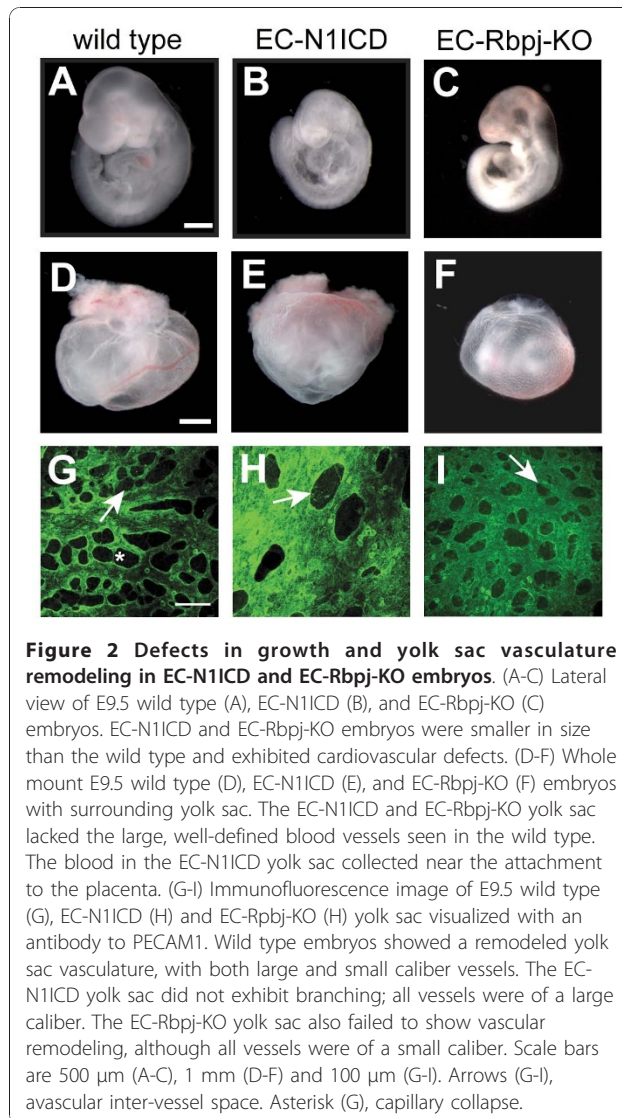 wild type EC-N1ICD EC-Rbpj-KO
A B C
D E F
G H I
*
Figure 2 Defects in growth and yolk sac vasculature
remodeling in EC-N1ICD and EC-Rbpj-KO embryos. (A-C) Lateral
view of E9.5 wild type (A), EC-N1ICD (B), and EC-Rbpj-KO (C)
embryos. EC-N1ICD and EC-Rbpj-KO embryos were smaller in size
than the wild type and exhibited cardiovascular defects. (D-F) Whole
mount E9.5 wild type (D), EC-N1ICD (E), and EC-Rbpj-KO (F) embryos
with surrounding yolk sac. The EC-N1ICD and EC-Rbpj-KO yolk sac
lacked the large, well-defined blood vessels seen in the wild type.
The blood in the EC-N1ICD yolk sac collected near the attachment
to the placenta. (G-I) Immunofluorescence image of E9.5 wild type
(G), EC-N1ICD (H) and EC-Rpbj-KO (H) yolk sac visualized with an
antibody to PECAM1. Wild type embryos showed a remodeled yolk
sac vasculature, with both large and small caliber vessels. The EC-
N1ICD yolk sac did not exhibit branching; all vessels were of a large
caliber. The EC-Rbpj-KO yolk sac also failed to show vascular
remodeling, although all vessels were of a small caliber. Scale bars
are 500 μm (A-C), 1 mm (D-F) and 100 μm (G-I). Arrows (G-I),
avascular inter-vessel space. Asterisk (G), capillary collapse.